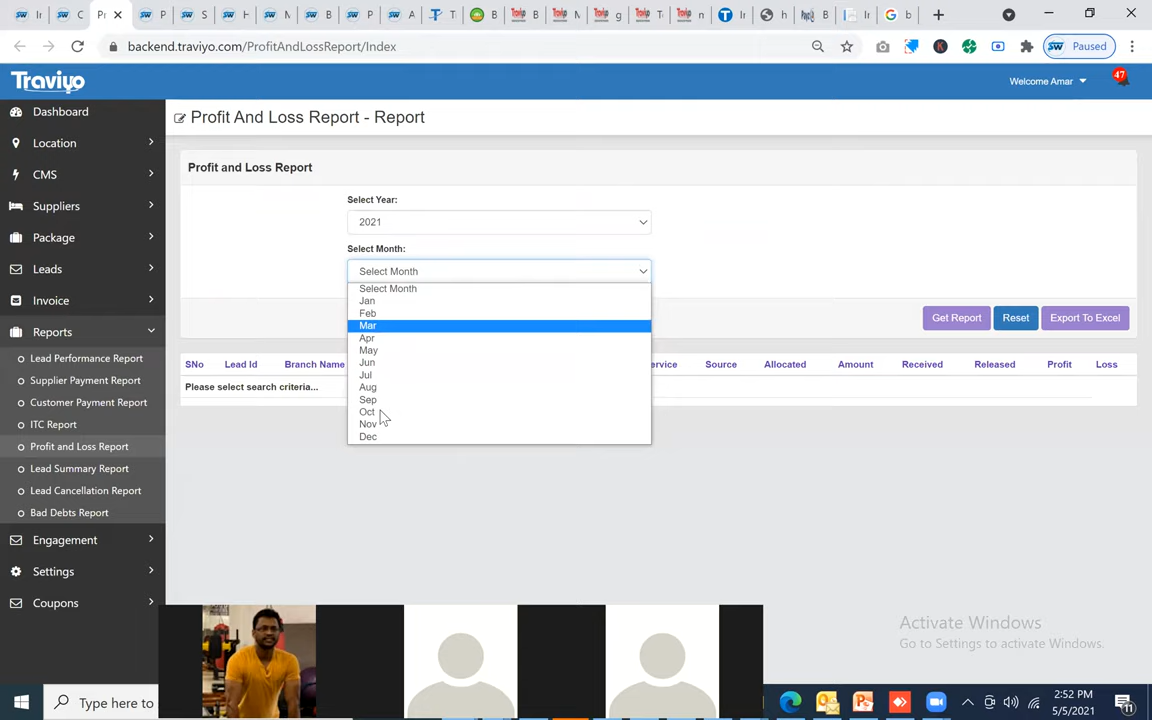 Paused
backend.traviyo.com/ProfitAndLossReport/Index
Traviyo
Welcome Amar
47
Dashboard
Location
CMS
Suppliers
Package
Leads
Invoice
Reports
Lead Performance Report
Supplier Payment Report
Customer Payment Report
ITC Report
Profit and Loss Report
Lead Summary Report
Lead Cancellation Report
Bad Debts Report
Engagement
Settings
Coupons
Profit And Loss Report - Report
Profit and Loss Report
Select Year:
2021
Select Month:
Select Month
Select Month
Jan
Feb
Mar
Apr
May
Jun
Jul
Aug
Sep
Oct
Nov
Dec
Get Report Reset Export To Excel
SNo Lead Id Branch Name Source Allocated Amount Received Released Profit Loss
Please select search criteria...
Activate Windows
Go to Settings to activate Windows.
Type here to
2:52 PM
5/5/2021
11